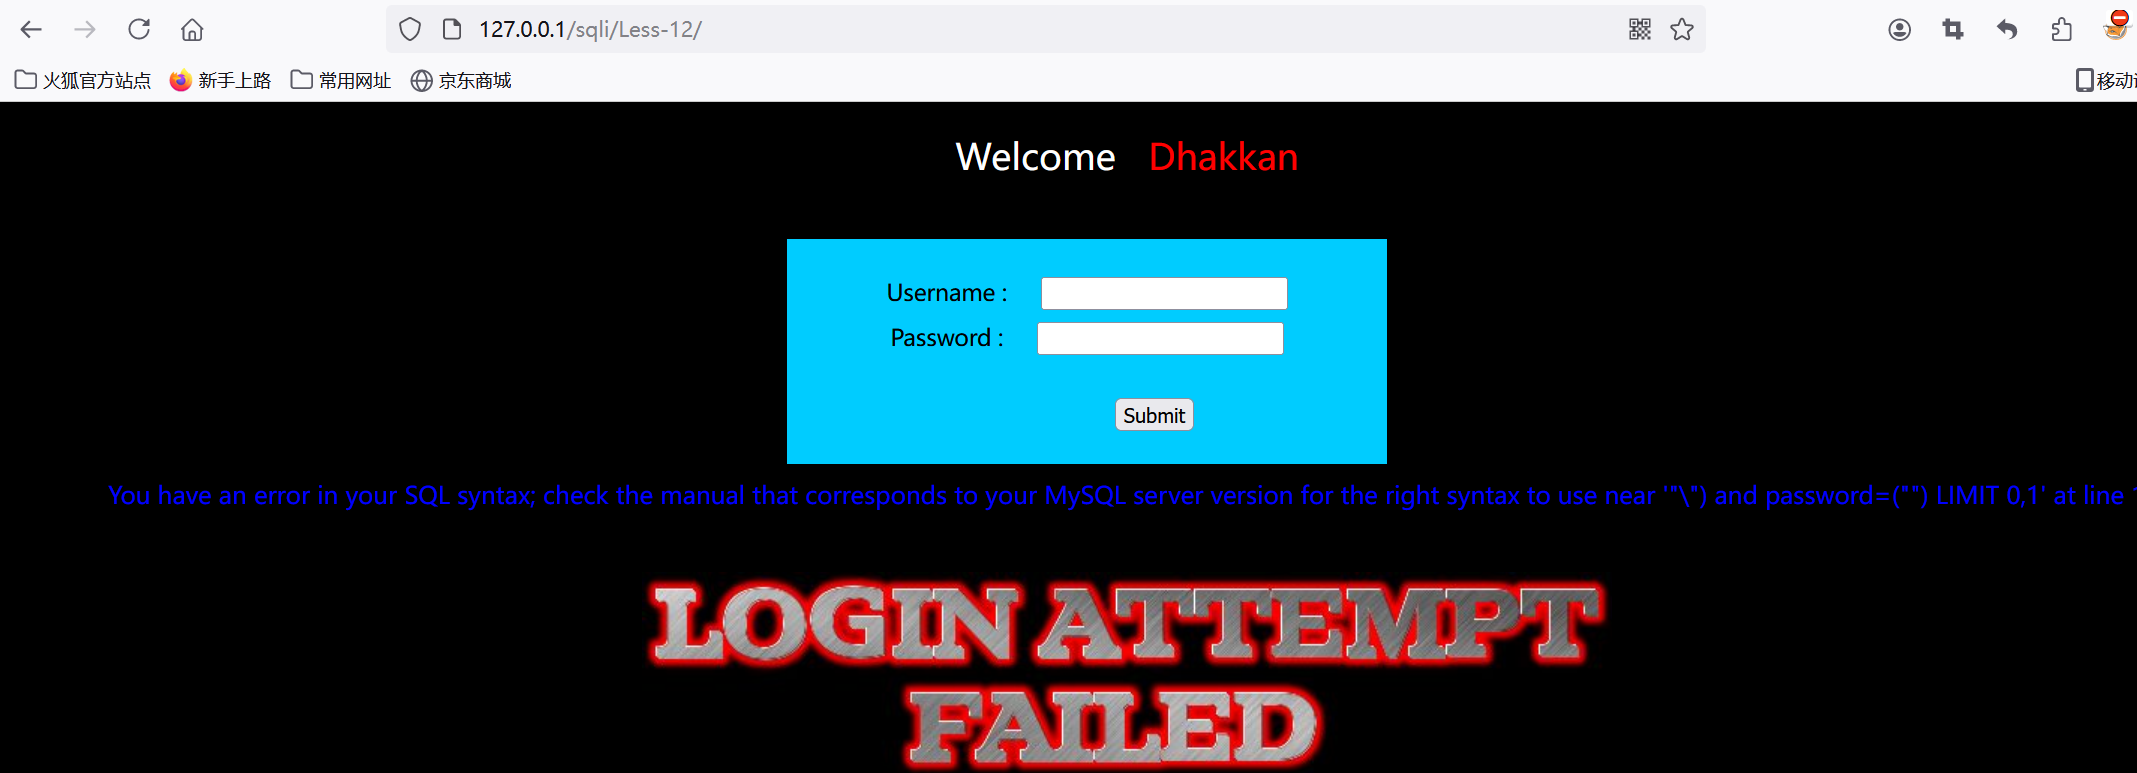 127.0.0.1/sqli/Less-12/
火狐官方站点 新手上路 常用网址 京东商城 移动
Welcome Dhakkan
Username :
Password :
Submit
You have an error in your SQL syntax; check the manual that corresponds to your MySQL server version for the right syntax to use near '"\") and password=("") LIMIT 0,1' at line
LOGIN ATTEMPT
FAILED